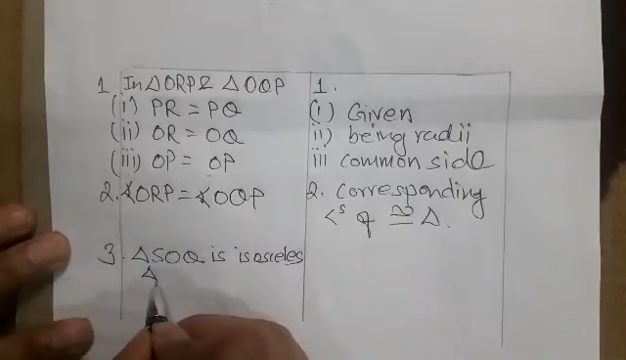 1 In △ORP & △OQP 1.
(i) PR = PQ (i) Given
(ii) OR = OQ ii) being radii
(iii) OP = OP iii common side
2. ∡ORP = ∡OQP 2. corresponding
<s of ≅ △.
3. △SOQ is isosceles
△